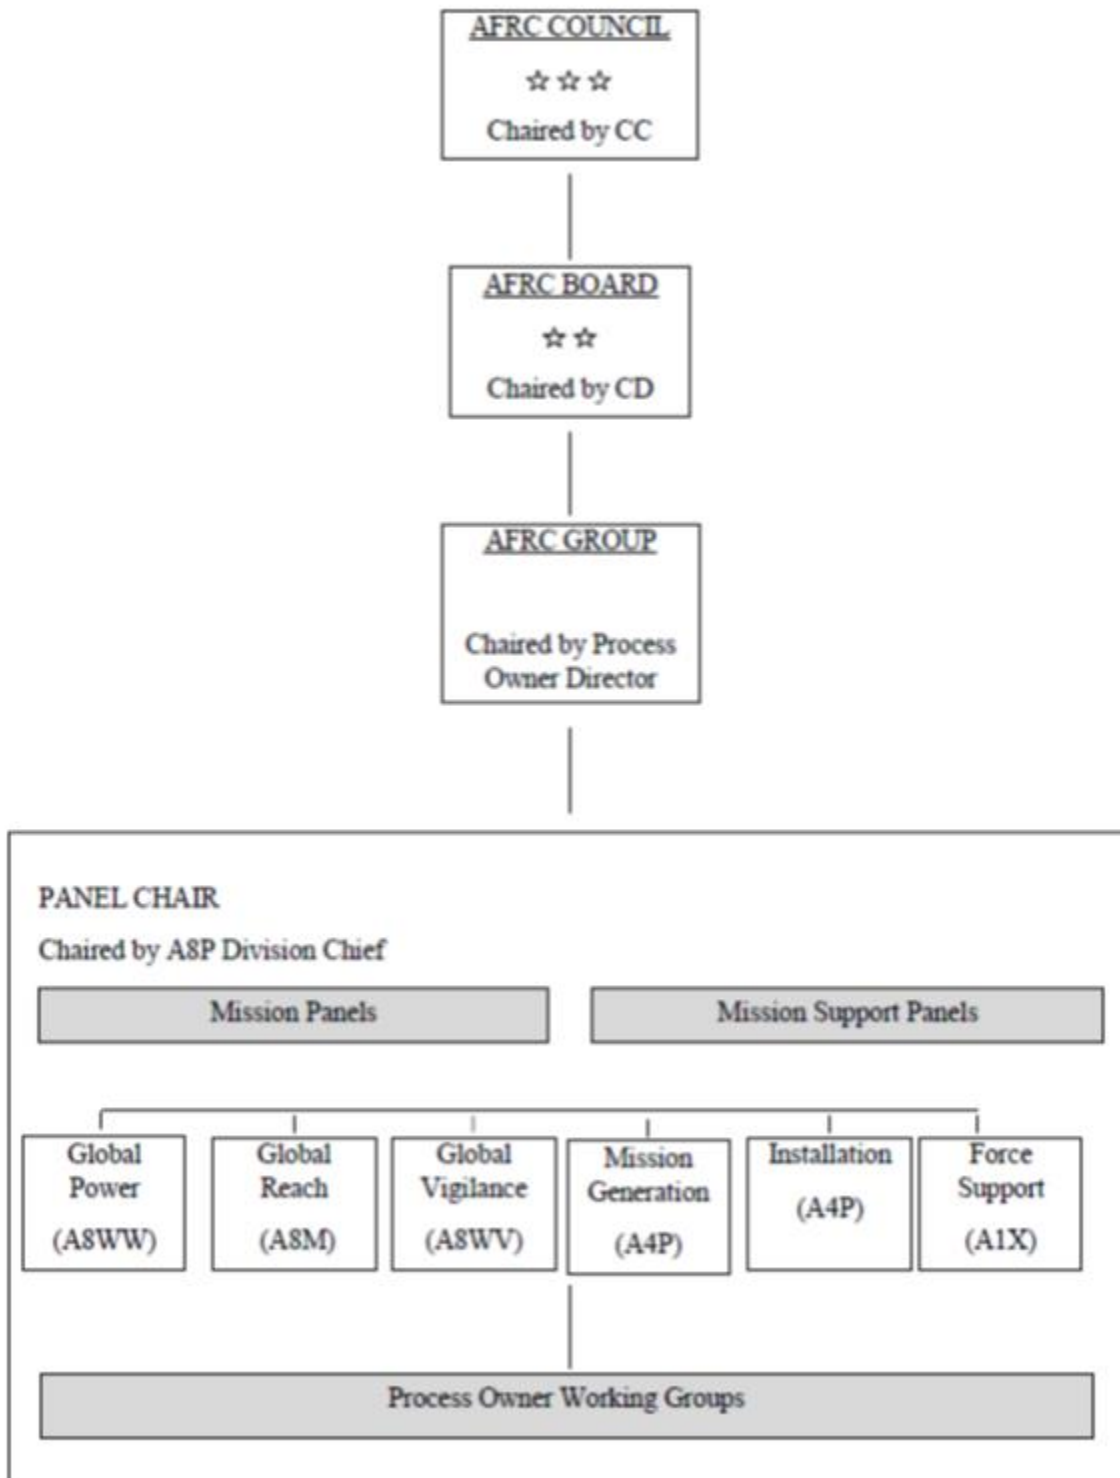 AFRC COUNCIL
☆☆☆
Chaired by CC
AFRC BOARD
☆☆
Chaired by CD
AFRC GROUP
Chaired by Process
Owner Director
PANEL CHAIR
Chaired by A8P Division Chief
Mission Panels
Mission Support Panels
Global
Power
(A8WW)
Global
Reach
(A8M)
Global
Vigilance
(A8WV)
Mission
Generation
(A4P)
Installation
(A4P)
Force
Support
(A1X)
Process Owner Working Groups